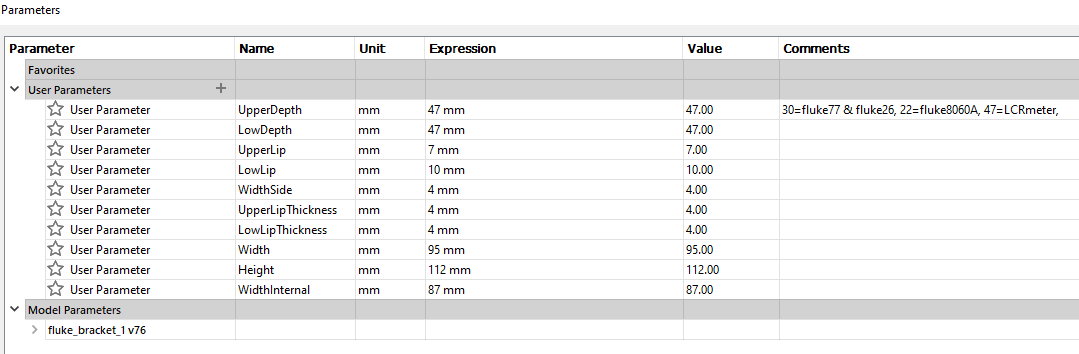 Parameters
Parameter Name Unit Expression Value Comments
Favorites
User Parameters +
User Parameter UpperDepth mm 47 mm 47.00 30=fluke77 & fluke26, 22=fluke8060A, 47=LCRmeter,
User Parameter LowDepth mm 47 mm 47.00
User Parameter UpperLip mm 7 mm 7.00
User Parameter LowLip mm 10 mm 10.00
User Parameter WidthSide mm 4 mm 4.00
User Parameter UpperLipThickness mm 4 mm 4.00
User Parameter LowLipThickness mm 4 mm 4.00
User Parameter Width mm 95 mm 95.00
User Parameter Height mm 112 mm 112.00
User Parameter WidthInternal mm 87 mm 87.00
Model Parameters
fluke_bracket_1 v76